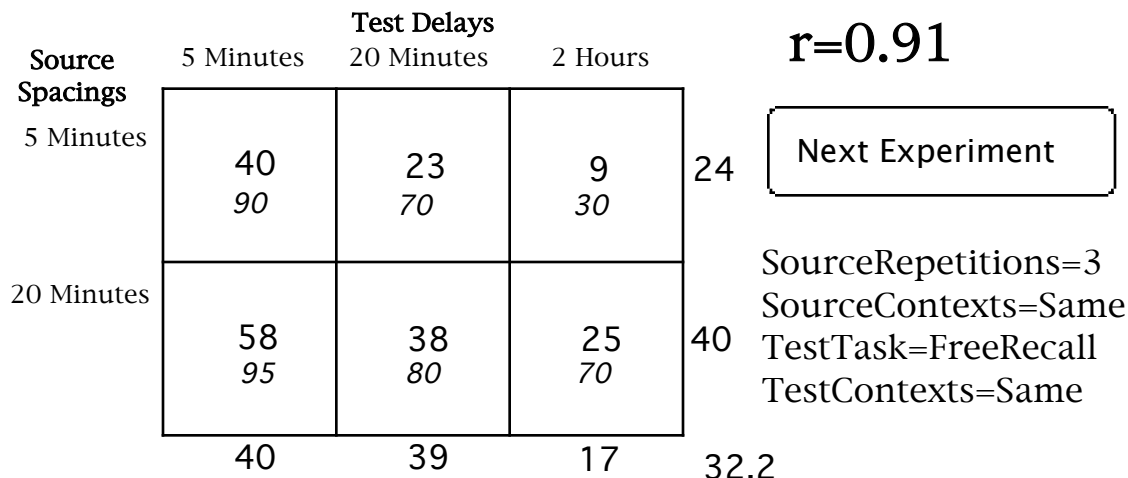 Test Delays
r=0.91
Source Spacings
5 Minutes 20 Minutes 2 Hours
Next Experiment
5 Minutes
40 23 9 24
90 70 30
20 Minutes
58 38 25 40
95 80 70
40 39 17 32.2
SourceRepetitions=3
SourceContexts=Same
TestTask=FreeRecall
TestContexts=Same